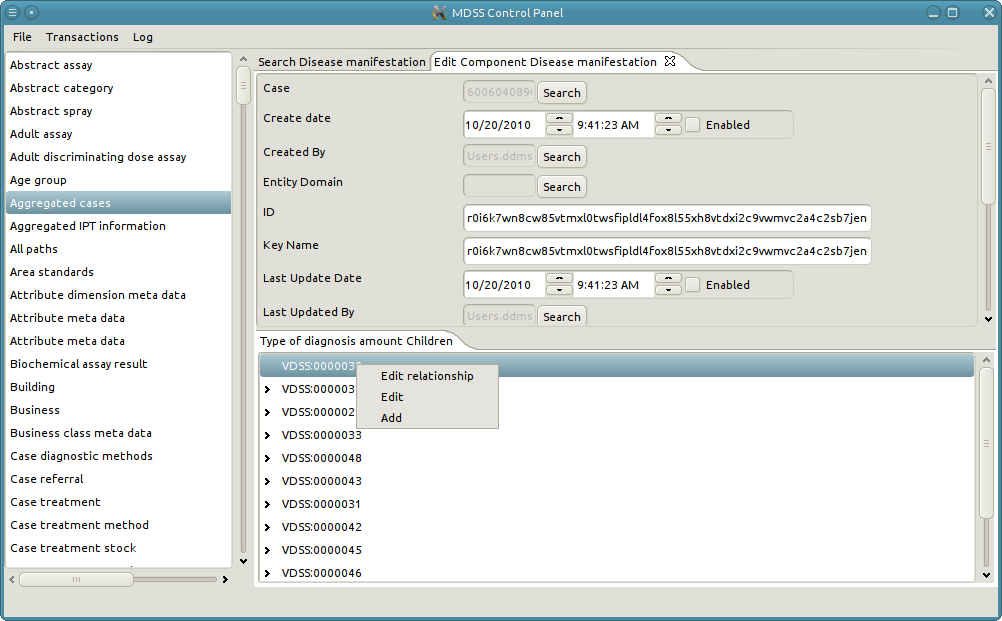 MDSS Control Panel
File Transactions Log
Abstract assay
Abstract category
Abstract spray
Adult assay
Adult discriminating dose assay
Age group
Aggregated cases
Aggregated IPT information
All paths
Area standards
Attribute dimension meta data
Attribute meta data
Attribute meta data
Biochemical assay result
Building
Business
Business class meta data
Case diagnostic methods
Case referral
Case treatment
Case treatment method
Case treatment stock
Search Disease manifestation Edit Component Disease manifestation
Case 600604089 Search
Create date 10/20/2010 9:41:23 AM Enabled
Created By Users.ddms Search
Entity Domain Search
ID r0i6k7wn8cw85vtmxl0twsfipldl4fox8l55xh8vtdxi2c9vwmvc2a4c2sb7jen
Key Name r0i6k7wn8cw85vtmxl0twsfipldl4fox8l55xh8vtdxi2c9vwmvc2a4c2sb7jen
Last Update Date 10/20/2010 9:41:23 AM Enabled
Last Updated By Users.ddms Search
Type of diagnosis amount Children
VDSS:000003
Edit relationship
VDSS:000003
Edit
VDSS:000002
Add
VDSS:0000033
VDSS:0000048
VDSS:0000043
VDSS:0000031
VDSS:0000042
VDSS:0000045
VDSS:0000046